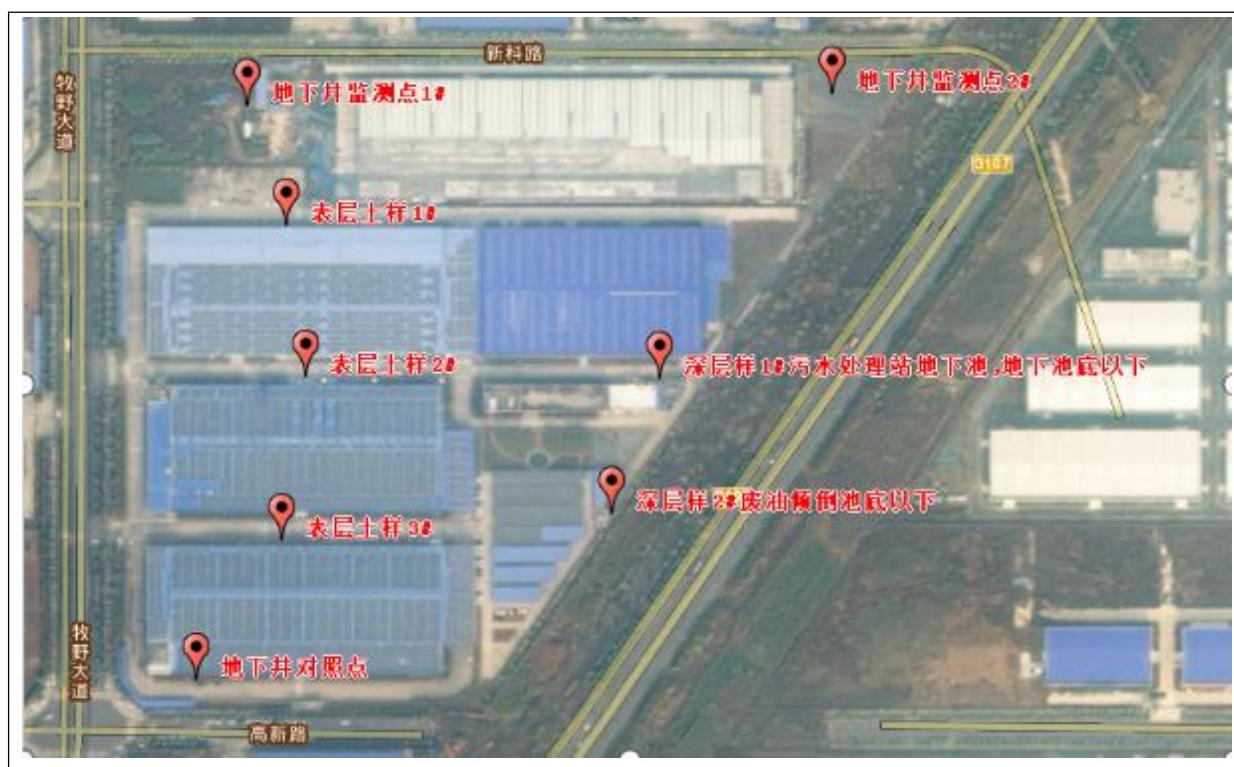 新科路
牧野大道
地下井监测点1#
地下井监测点2#
G107
表层土样1#
表层土样2#
深层样1#污水处理站地下池,地下池底以下
深层样2#废油倾倒池底以下
表层土样3#
牧野大道
地下井对照点
高新路